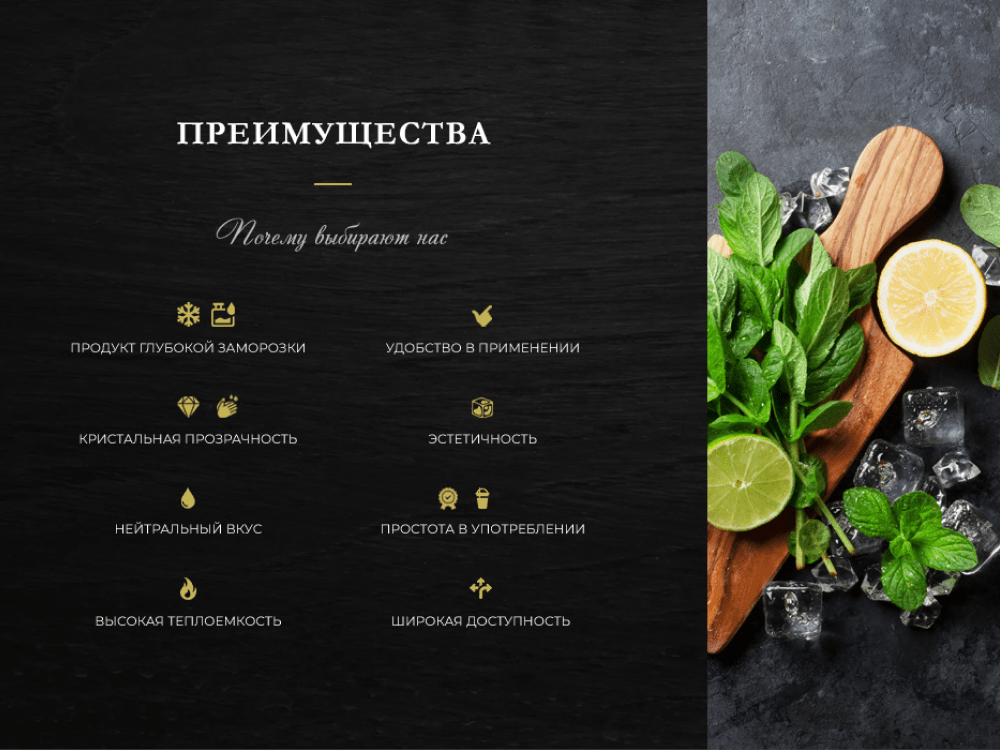 ПРЕИМУЩЕСТВА
Почему выбирают нас
ПРОДУКТ ГЛУБОКОЙ ЗАМОРОЗКИ
УДОБСТВО В ПРИМЕНЕНИИ
КРИСТАЛЬНАЯ ПРОЗРАЧНОСТЬ
ЭСТЕТИЧНОСТЬ
НЕЙТРАЛЬНЫЙ ВКУС
ПРОСТОТА В УПОТРЕБЛЕНИИ
ВЫСОКАЯ ТЕПЛОЕМКОСТЬ
ШИРОКАЯ ДОСТУПНОСТЬ